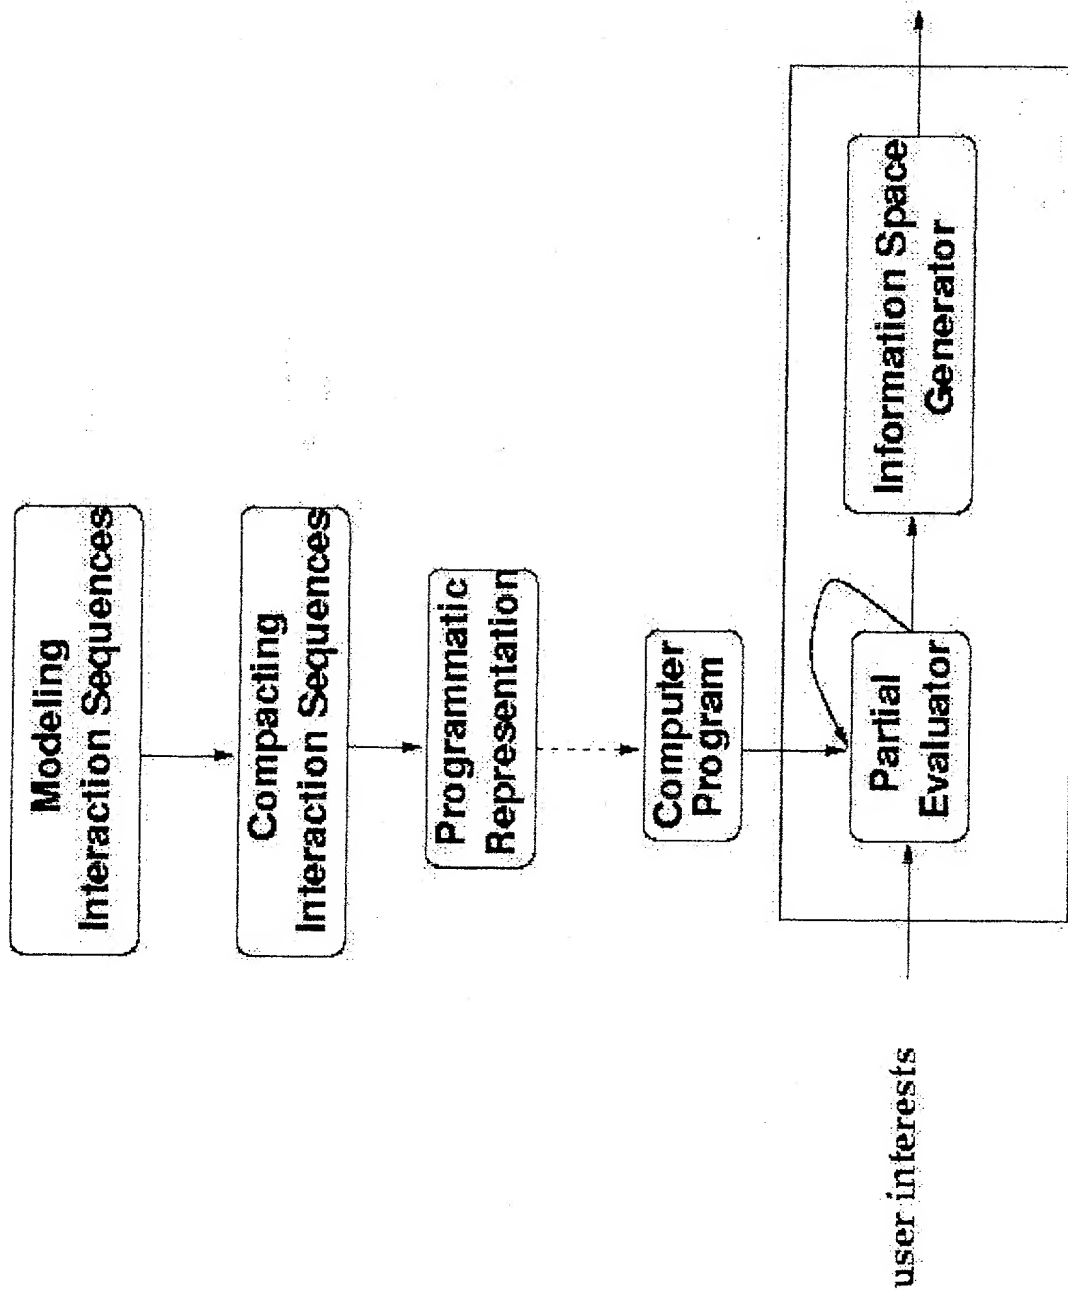 Modeling
Interaction Sequences
Compacting
Interaction Sequences
Programmatic
Representation
Computer
Program
Partial
Evaluator
Information Space
Generator
user interests